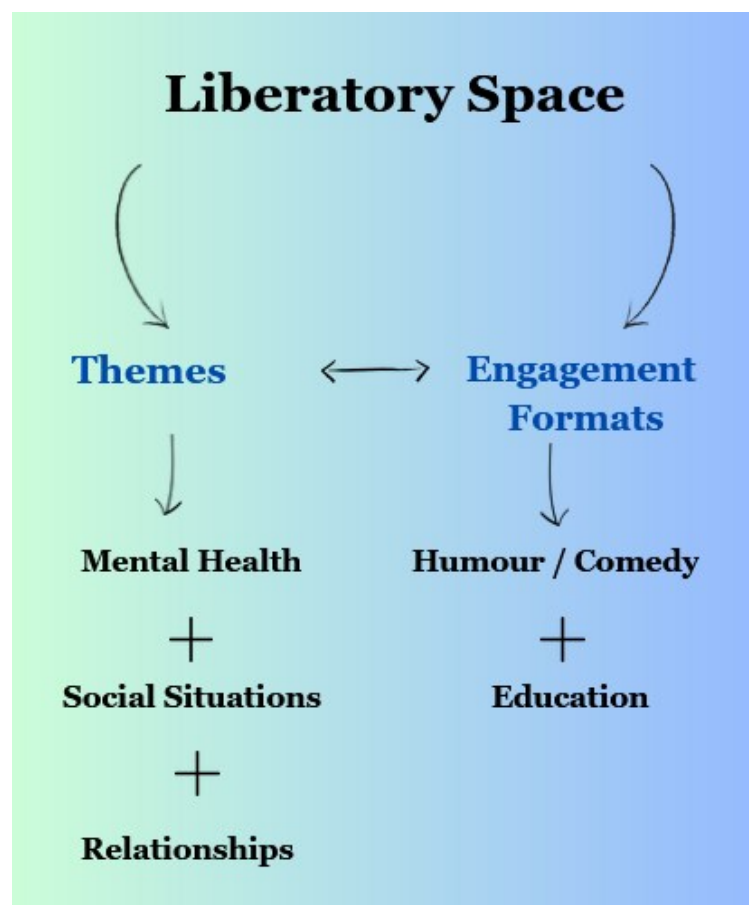 Liberatory Space
Themes
Engagement
Formats
Mental Health
+
Social Situations
+
Relationships
Humour / Comedy
+
Education